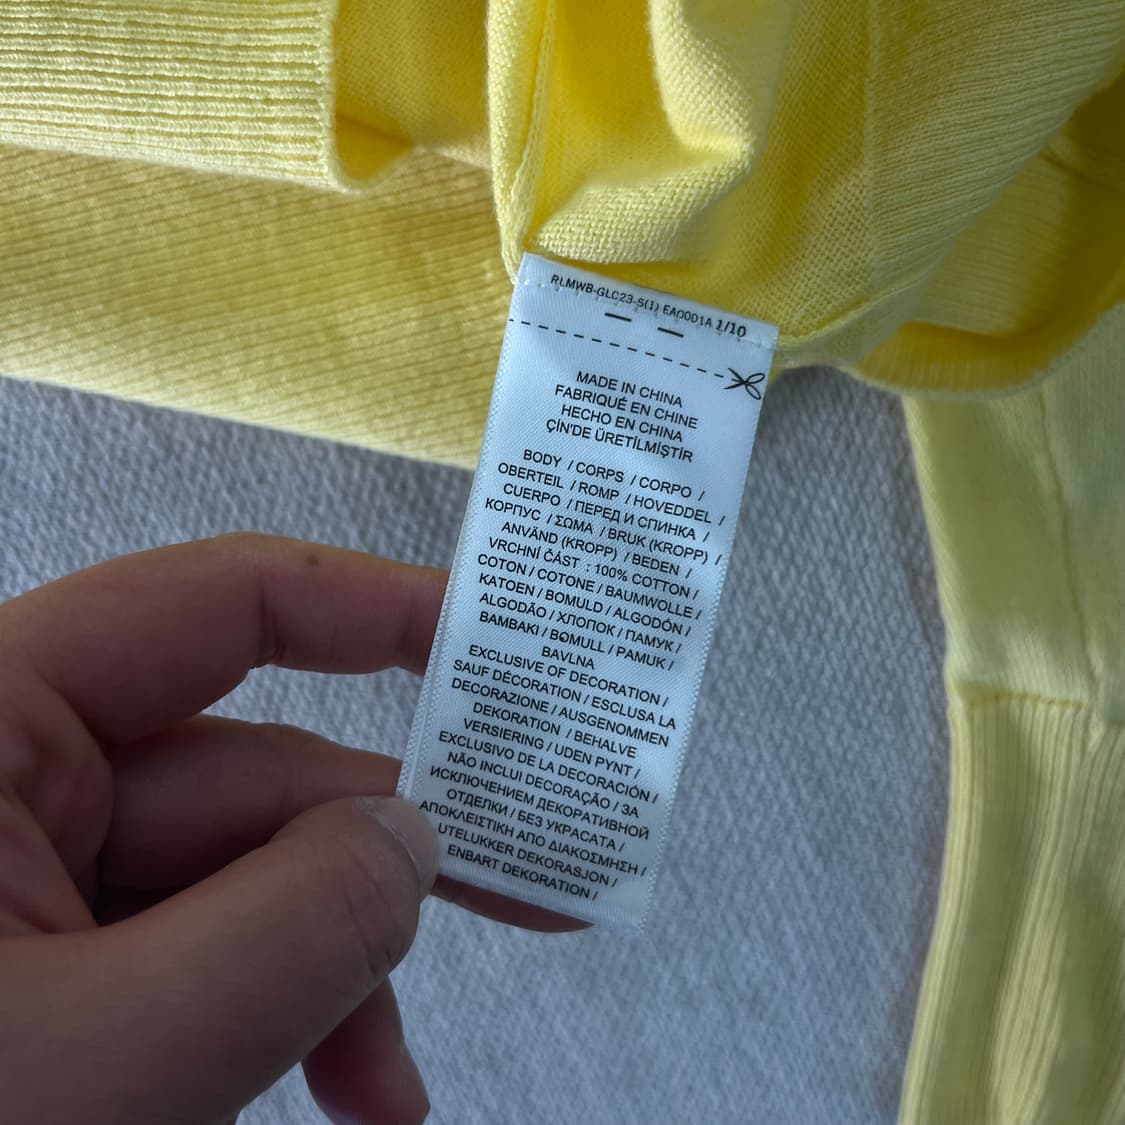 RLMWB-GLC23-S(1) EA00D1A 1/10
MADE IN CHINA
FABRIQUÉ EN CHINE
HECHO EN CHINA
ÇİN'DE ÜRETİLMİŞTİR
BODY / CORPS / CORPO /
OBERTEIL / ROMP / HOVEDDEL /
CUERPO / ПЕРЕД И СПИНКА /
КОРПУС / ΣΩΜΑ / BRUK (KROPP) /
ANVÄND (KROPP) / BEDEN /
VRCHNÍ ČÁST : 100% COTTON /
COTON / COTONE / BAUMWOLLE /
KATOEN / BOMULD / ALGODÓN /
ALGODÃO / ХЛОПОК / ПАМУК /
ΒΑΜΒΑΚΙ / BOMULL / PAMUK /
BAVLNA
EXCLUSIVE OF DECORATION /
SAUF DÉCORATION / ESCLUSA LA
DECORAZIONE / AUSGENOMMEN
DEKORATION / BEHALVE
VERSIERING / UDEN PYNT /
EXCLUSIVO DE LA DECORACIÓN /
NÃO INCLUI DECORAÇÃO / ЗА
ИСКЛЮЧЕНИЕМ ДЕКОРАТИВНОЙ
ОТДЕЛКИ / БЕЗ УКРАСАТА /
ΑΠΟΚΛΕΙΣΤΙΚΗ ΑΠΟ ΔΙΑΚΟΣΜΗΣΗ /
UTELUKKER DEKORASJON /
ENBART DEKORATION /